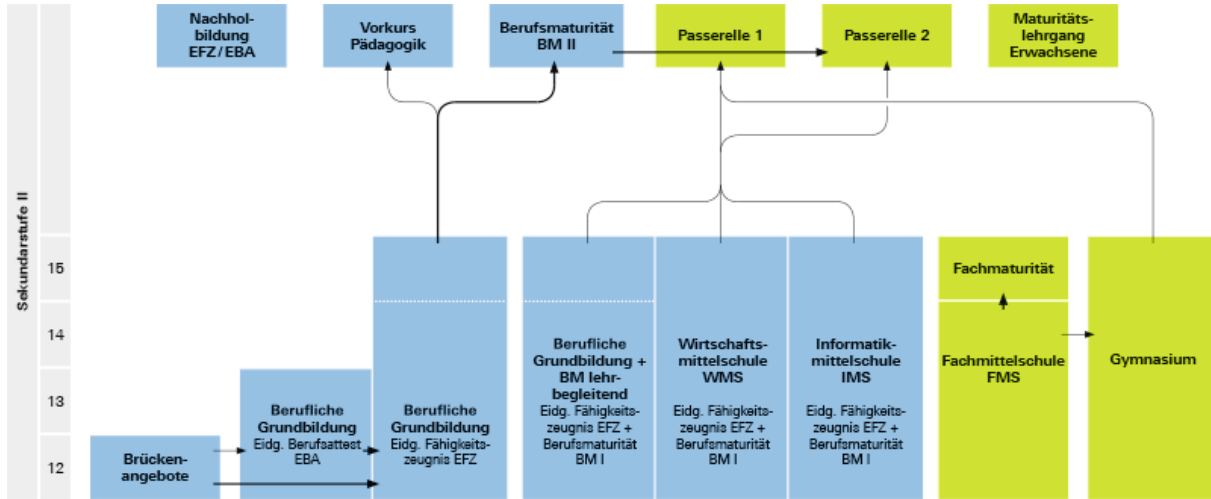 Nachhol-
bildung
EFZ/EBA
Vorkurs
Pädagogik
Berufsmaturität
BM II
Passerelle 1
Passerelle 2
Maturitäts-
lehrgang
Erwachsene
Sekundarstufe II
15
14
13
12
Brücken-
angebote
Berufliche
Grundbildung
Eidg. Berufsattest
EBA
Berufliche
Grundbildung
Eidg. Fähigkeits-
zeugnis EFZ
Berufliche
Grundbildung +
BM lehr-
begleitend
Eidg. Fähigkeits-
zeugnis EFZ +
Berufsmaturität
BM I
Wirtschafts-
mittelschule
WMS
Eidg. Fähigkeits-
zeugnis EFZ +
Berufsmaturität
BM I
Informatik-
mittelschule
IMS
Eidg. Fähigkeits-
zeugnis EFZ +
Berufsmaturität
BM I
Fachmaturität
Fachmittelschule
FMS
Gymnasium